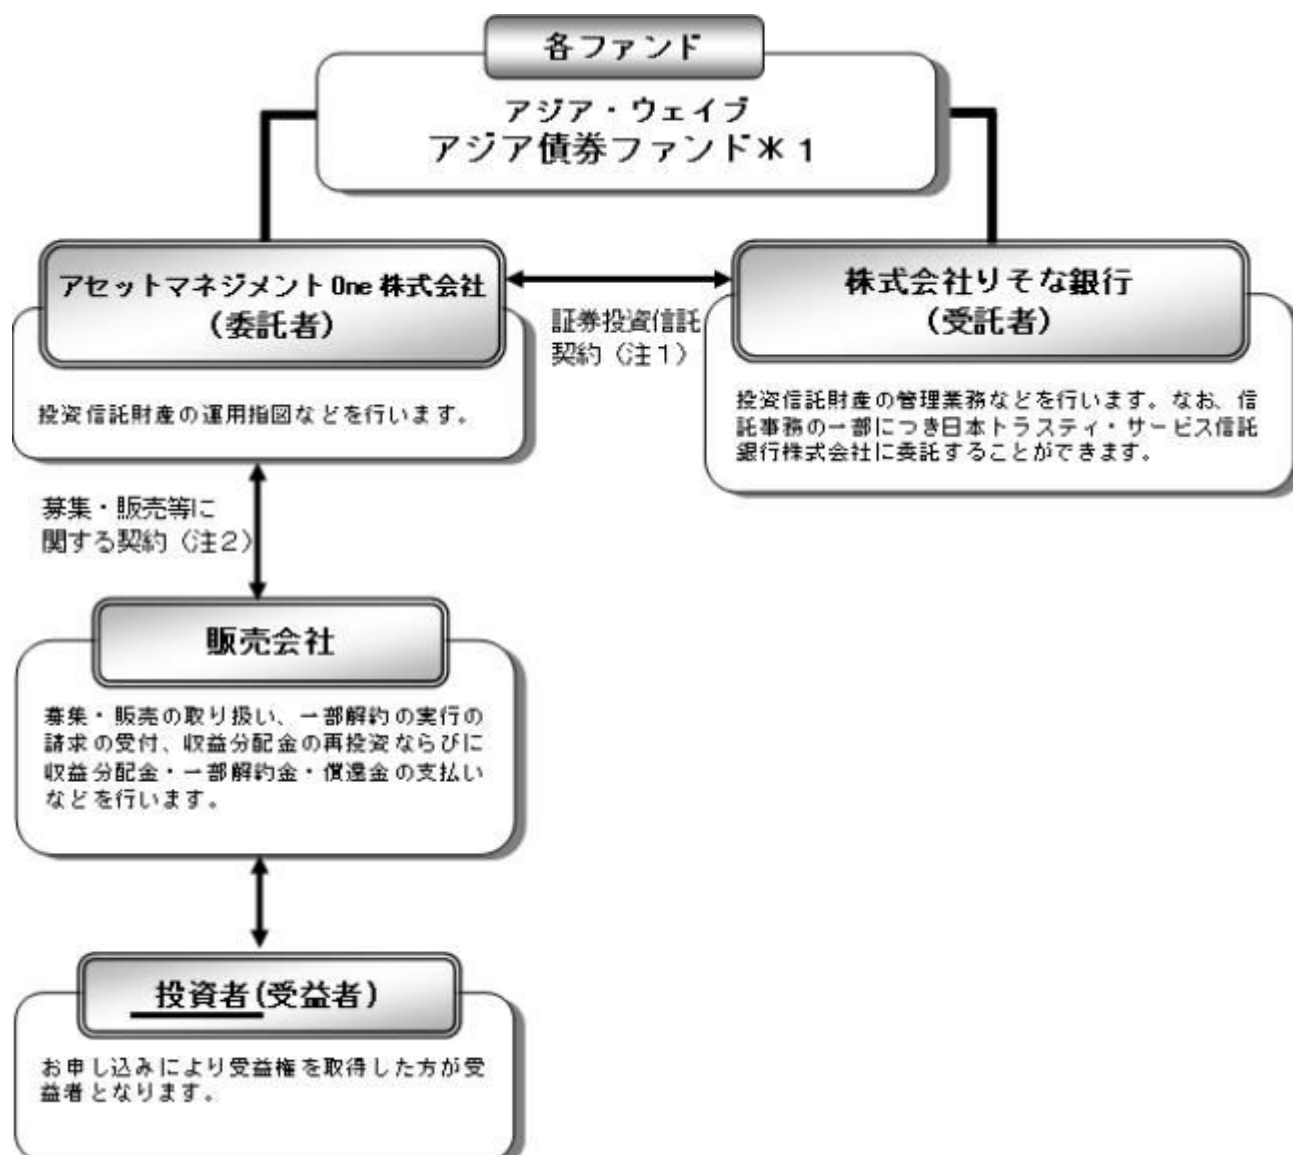 各ファンド
アジア・ウェイブ
アジア債券ファンド＊１
アセットマネジメントOne株式会社
（委託者）
投資信託財産の運用指図などを行います。
証券投資信託
契約（注１）
株式会社りそな銀行
（受託者）
投資信託財産の管理業務などを行います。なお、信
託事務の一部につき日本トラスティ・サービス信託
銀行株式会社に委託することができます。
募集・販売等に
関する契約（注２）
販売会社
募集・販売の取り扱い、一部解約の実行の
請求の受付、収益分配金の再投資ならびに
収益分配金・一部解約金・償還金の支払い
などを行います。
投資者(受益者)
お申し込みにより受益権を取得した方が受
益者となります。